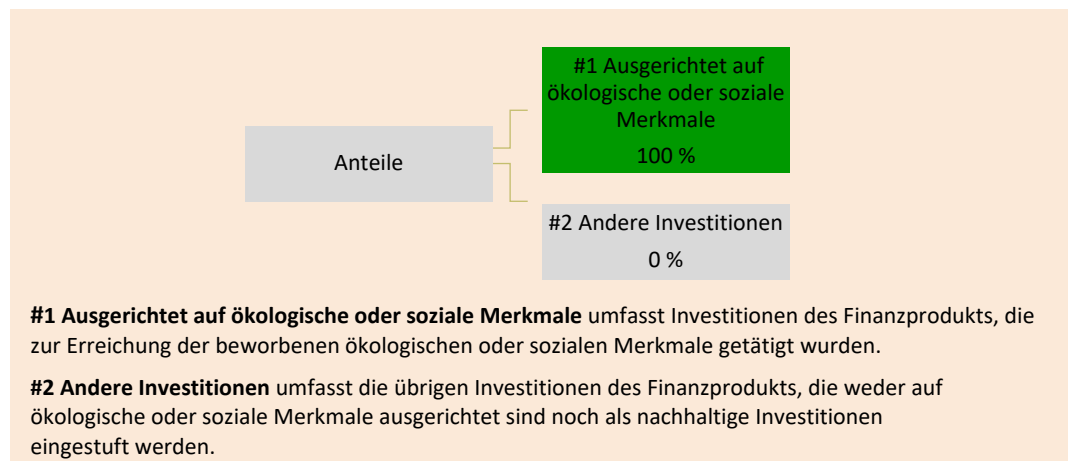 #1 Ausgerichtet auf
ökologische oder soziale
Merkmale
100 %
Anteile
#2 Andere Investitionen
0 %
#1 Ausgerichtet auf ökologische oder soziale Merkmale umfasst Investitionen des Finanzprodukts, die
zur Erreichung der beworbenen ökologischen oder sozialen Merkmale getätigt wurden.
#2 Andere Investitionen umfasst die übrigen Investitionen des Finanzprodukts, die weder auf
ökologische oder soziale Merkmale ausgerichtet sind noch als nachhaltige Investitionen
eingestuft werden.